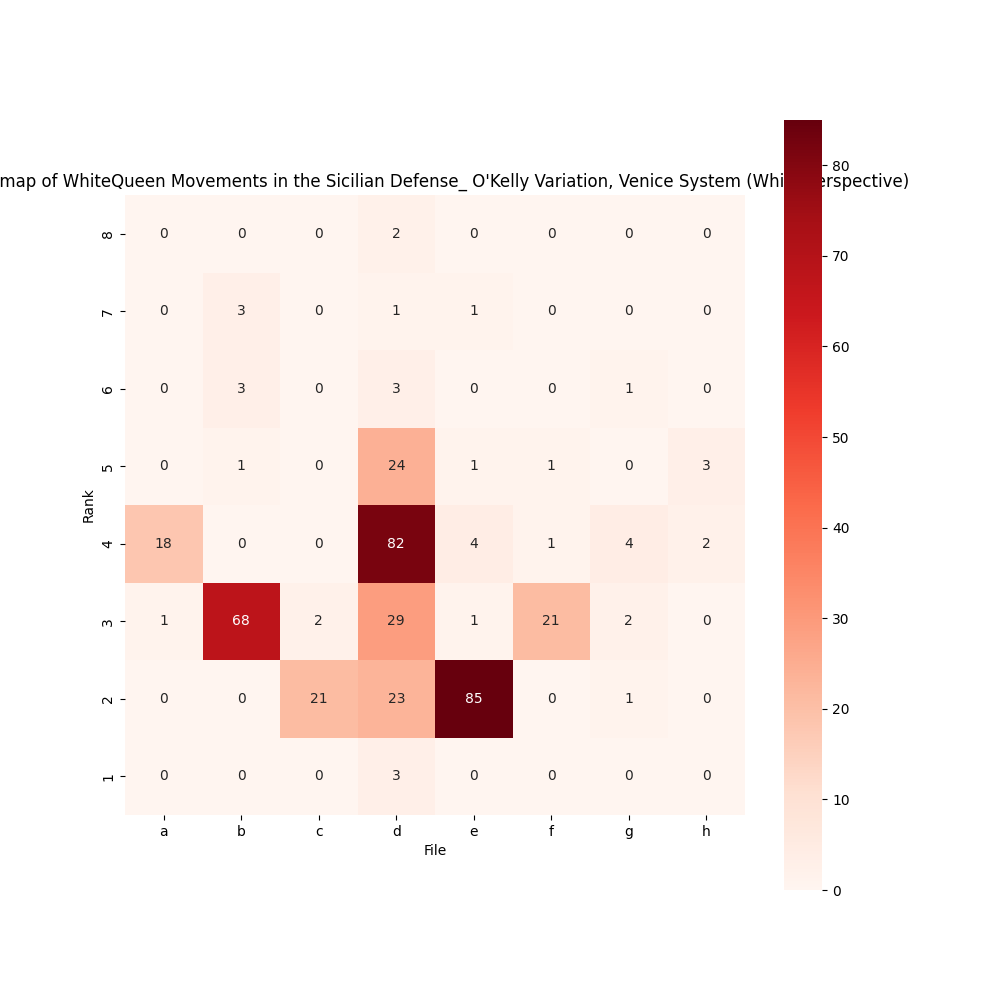 map of WhiteQueen Movements in the Sicilian Defense_ O'Kelly Variation, Venice System (Whi erspective)
8 0 0 0 2 0 0 0 0
7 0 3 0 1 1 0 0 0
6 0 3 0 3 0 0 1 0
5 0 1 0 24 1 1 0 3
4 18 0 0 82 4 1 4 2
3 1 68 2 29 1 21 2 0
2 0 0 21 23 85 0 1 0
1 0 0 0 3 0 0 0 0
a b c d e f g h
Rank
File
80
70
60
50
40
30
20
10
0